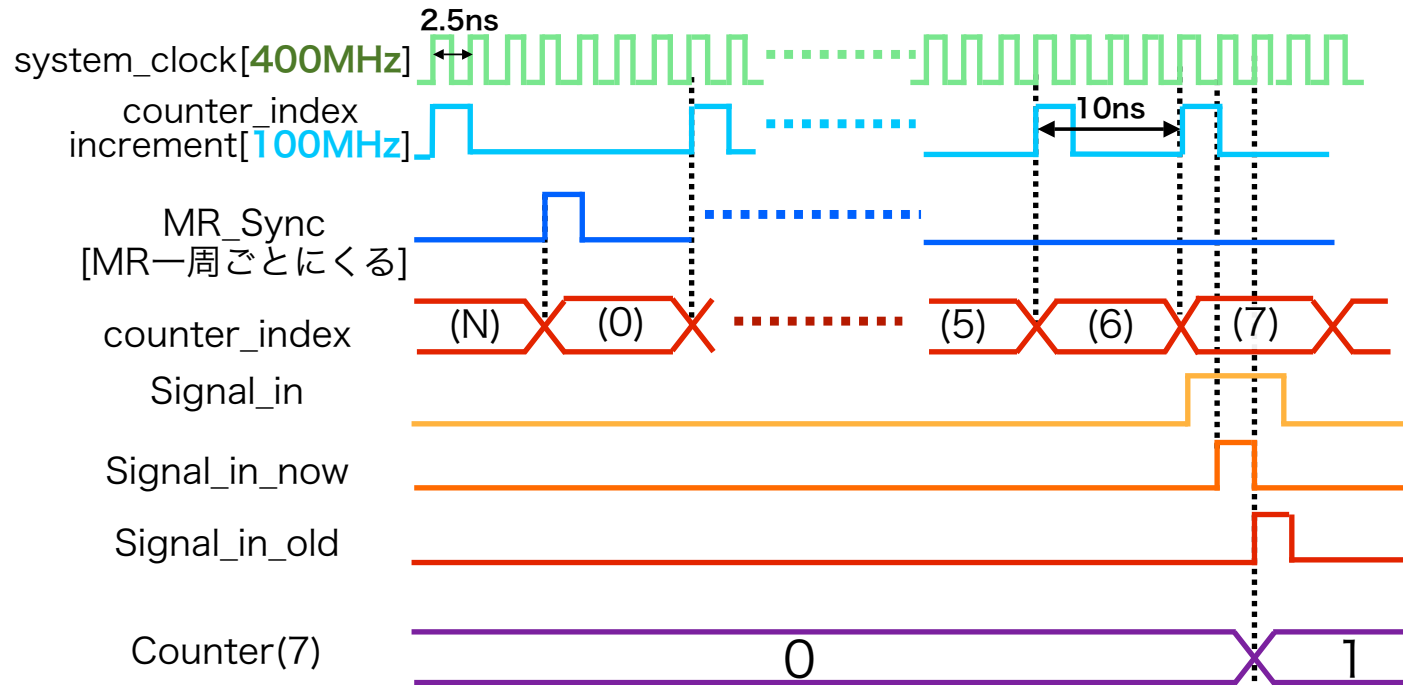 2.5ns
system_clock[400MHz]
counter_index
increment[100MHz]
10ns
MR_Sync
[MR一周ごとにくる]
counter_index
(N)
(0)
(5)
(6)
(7)
Signal_in
Signal_in_now
Signal_in_old
Counter(7)
0
1